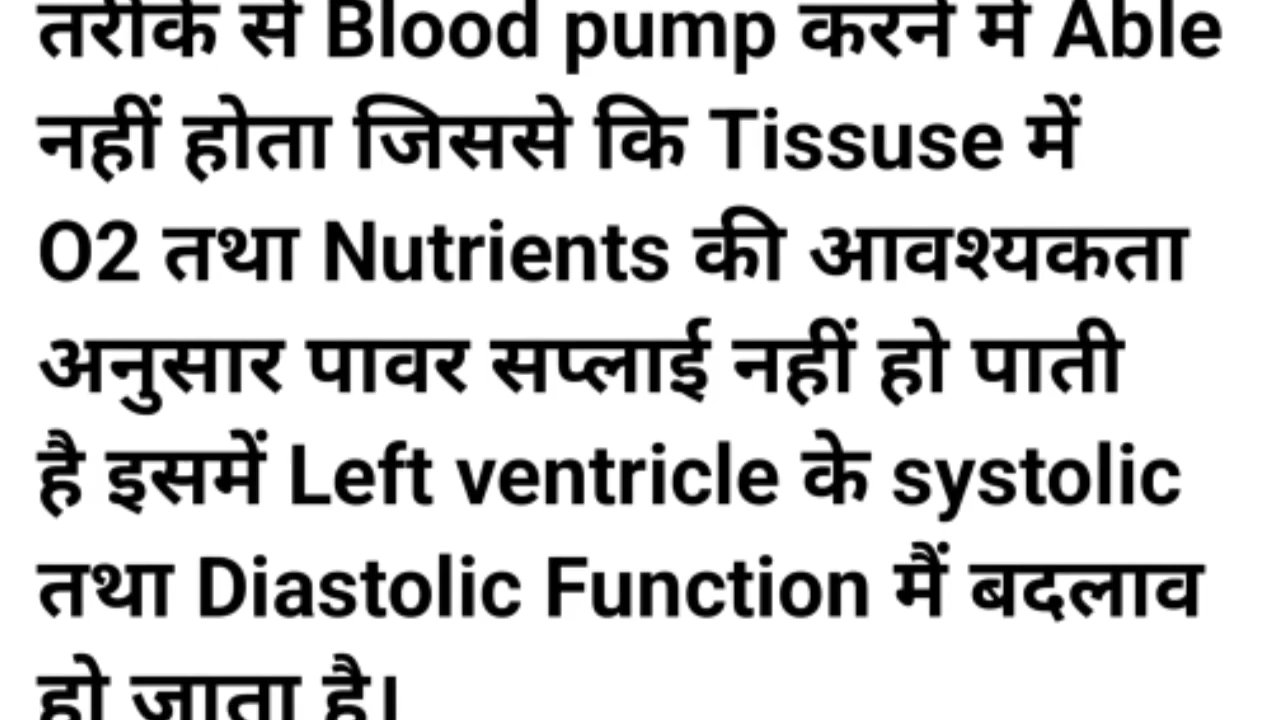 तरीके से Blood pump करने में Able
नहीं होता जिससे कि Tissuse में
O2 तथा Nutrients की आवश्यकता
अनुसार पावर सप्लाई नहीं हो पाती
है इसमें Left ventricle के systolic
तथा Diastolic Function मैं बदलाव
हो जाता है।